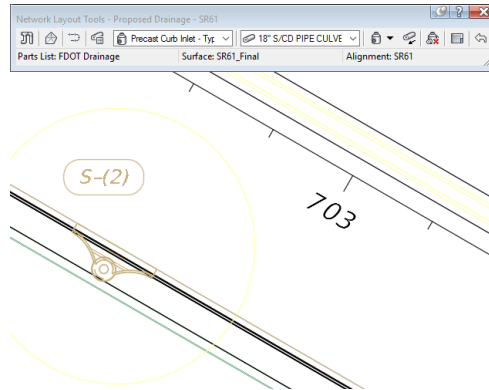 Network Layout Tools - Proposed Drainage - SR61
Precast Curb Inlet - Typ
18" S/CD PIPE CULVE
Parts List: FDOT Drainage Surface: SR61_Final Alignment: SR61
S-(2)
703